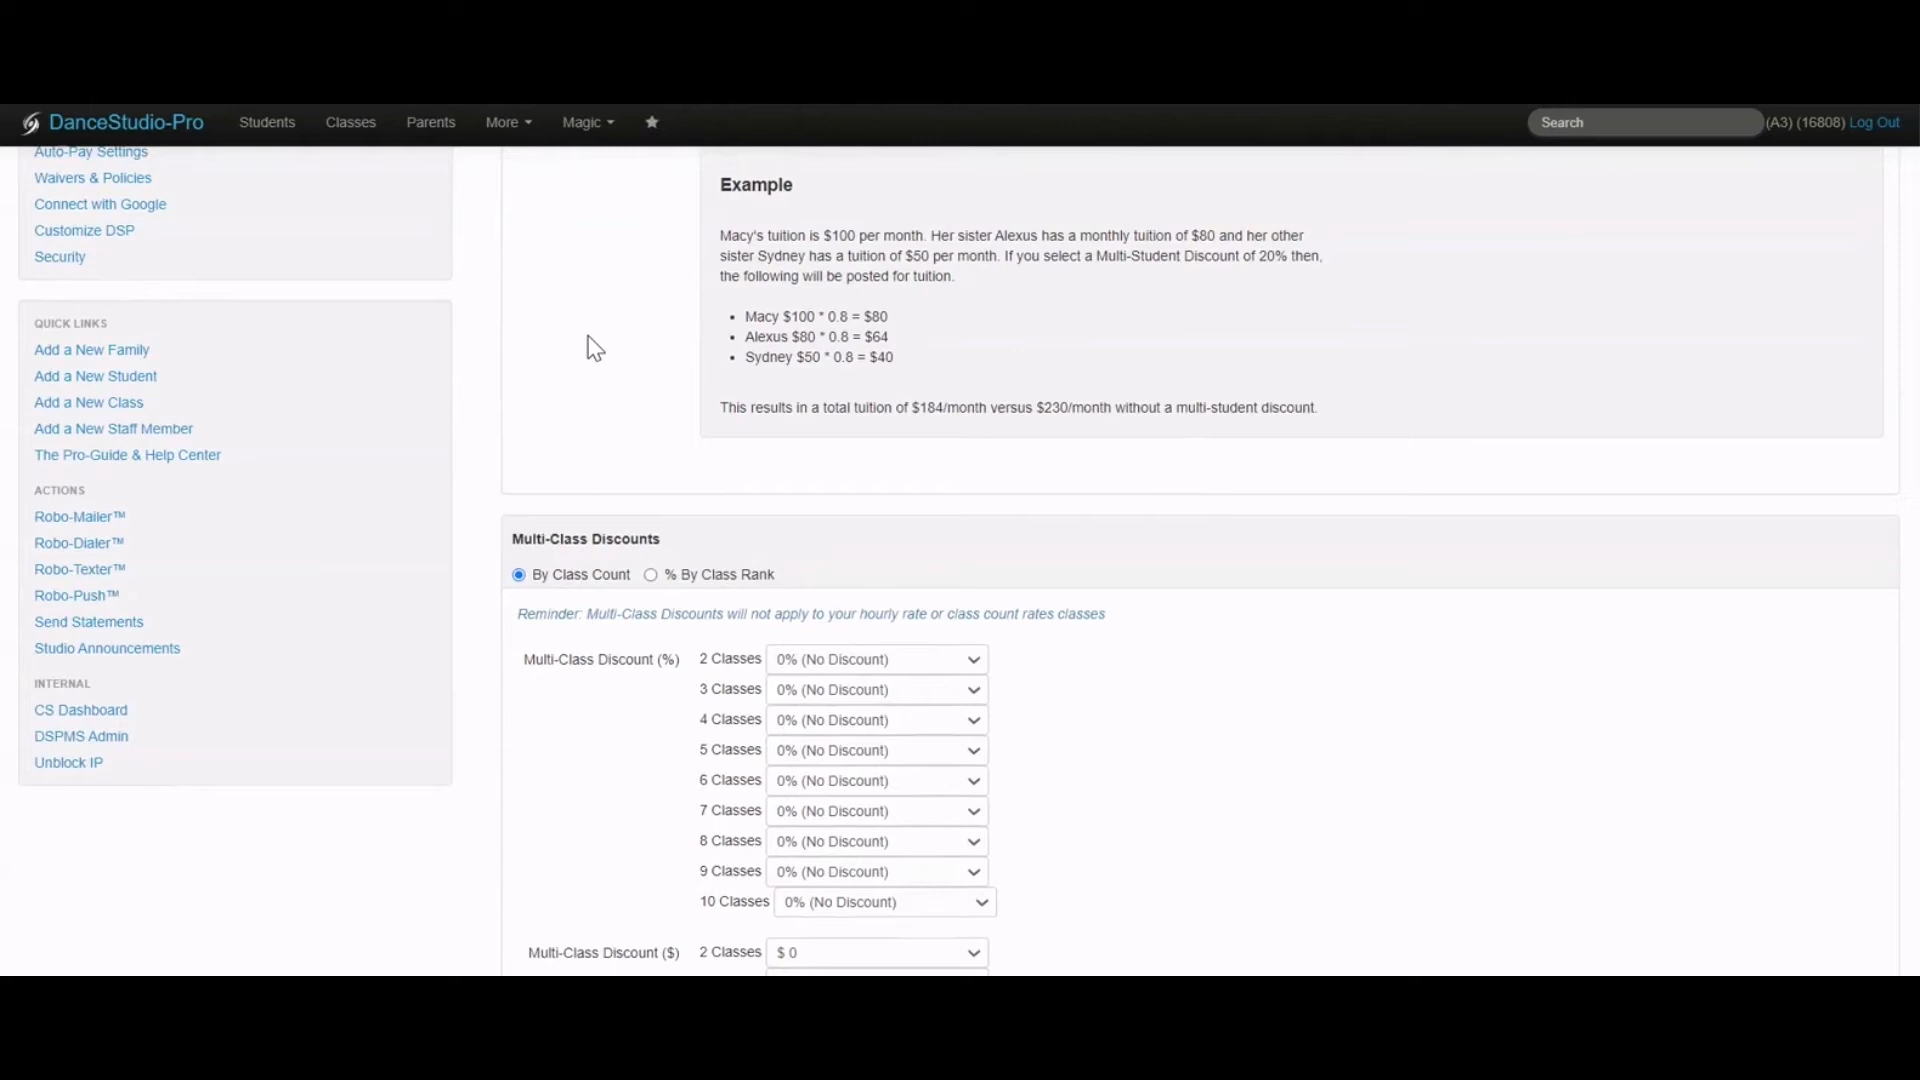 DanceStudio-Pro Students Classes Parents More Magic Search (A3) (16808) Log Out
Auto-Pay Settings
Waivers & Policies
Connect with Google
Customize DSP
Security
QUICK LINKS
Add a New Family
Add a New Student
Add a New Class
Add a New Staff Member
The Pro-Guide & Help Center
ACTIONS
Robo-Mailer™
Robo-Dialer™
Robo-Texter™
Robo-Push™
Send Statements
Studio Announcements
INTERNAL
CS Dashboard
DSPMS Admin
Unblock IP
Example
Macy's tuition is $100 per month. Her sister Alexus has a monthly tuition of $80 and her other
sister Sydney has a tuition of $50 per month. If you select a Multi-Student Discount of 20% then,
the following will be posted for tuition.
• Macy $100 * 0.8 = $80
• Alexus $80 * 0.8 = $64
• Sydney $50 * 0.8 = $40
This results in a total tuition of $184/month versus $230/month without a multi-student discount.
Multi-Class Discounts
By Class Count % By Class Rank
Reminder: Multi-Class Discounts will not apply to your hourly rate or class count rates classes
Multi-Class Discount (%) 2 Classes 0% (No Discount)
3 Classes 0% (No Discount)
4 Classes 0% (No Discount)
5 Classes 0% (No Discount)
6 Classes 0% (No Discount)
7 Classes 0% (No Discount)
8 Classes 0% (No Discount)
9 Classes 0% (No Discount)
10 Classes 0% (No Discount)
Multi-Class Discount ($) 2 Classes $ 0